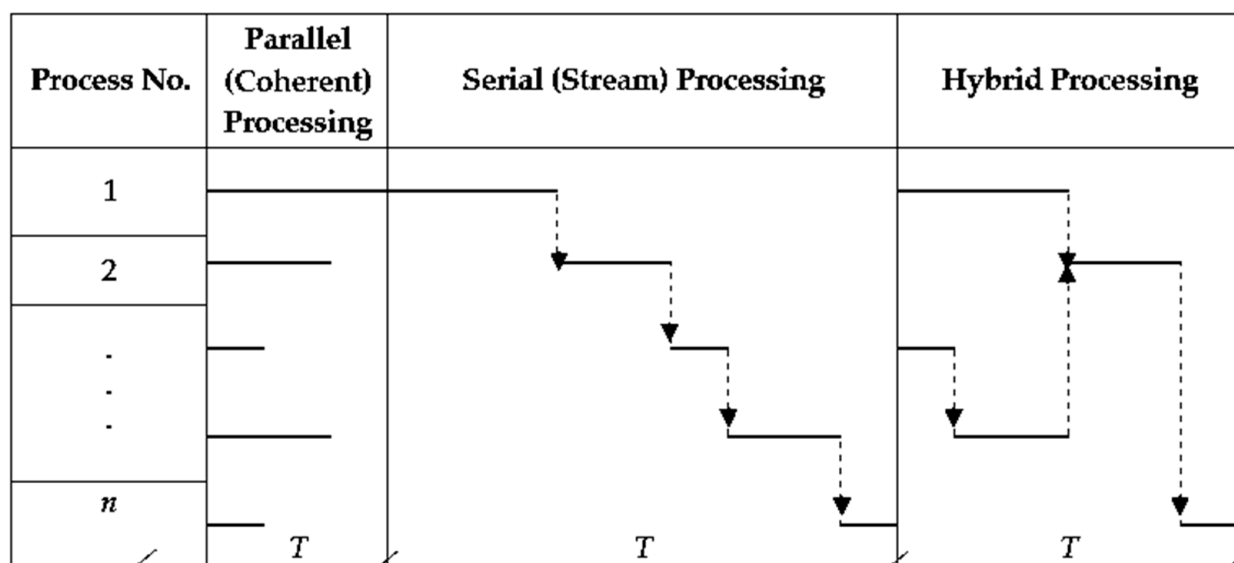 Process No.
Parallel
(Coherent)
Processing
Serial (Stream) Processing
Hybrid Processing
1
2
.
.
.
n
T
T
T